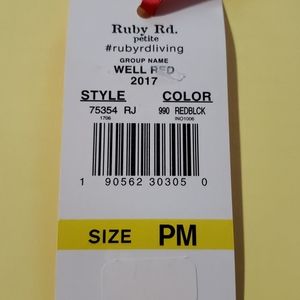 Ruby Rd.
petite
#rubyrdliving
GROUP NAME
WELL RED
2017
STYLE COLOR
75354 RJ 990 REDBLCK
1706 INO1006
1 90562 30305 0
SIZE PM